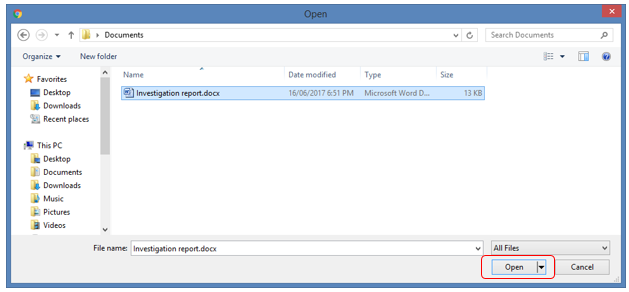 Open
Documents
Search Documents
Organize
New folder
Favorites
Desktop
Downloads
Recent places
This PC
Desktop
Documents
Downloads
Music
Pictures
Videos
Name Date modified Type Size
Investigation report.docx 16/06/2017 6:51 PM Microsoft Word D... 13 KB
File name: Investigation report.docx
All Files
Open Cancel